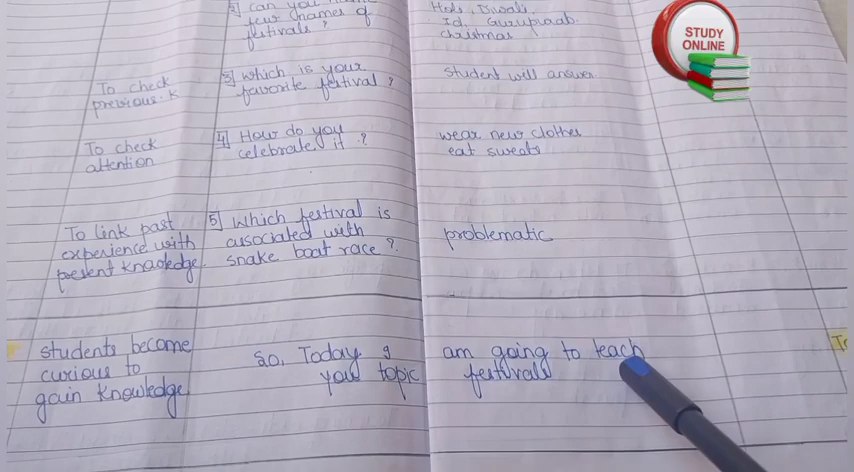 2] Can you name
few names of
festivals ?
Holi, Diwali,
Id, Gurupurab
christmas
STUDY
ONLINE
To check
previous.K
3] which is your
favorite festival ?
student will answer
To check
attention
4] How do you
celebrate it ?
wear new clothes
eat sweets
To link past
experience with
present knowledge.
5] Which festival is
associated with
snake boat race ?
problematic
students become
curious to
gain knowledge
So, Today I am going to teach
you topic festivals